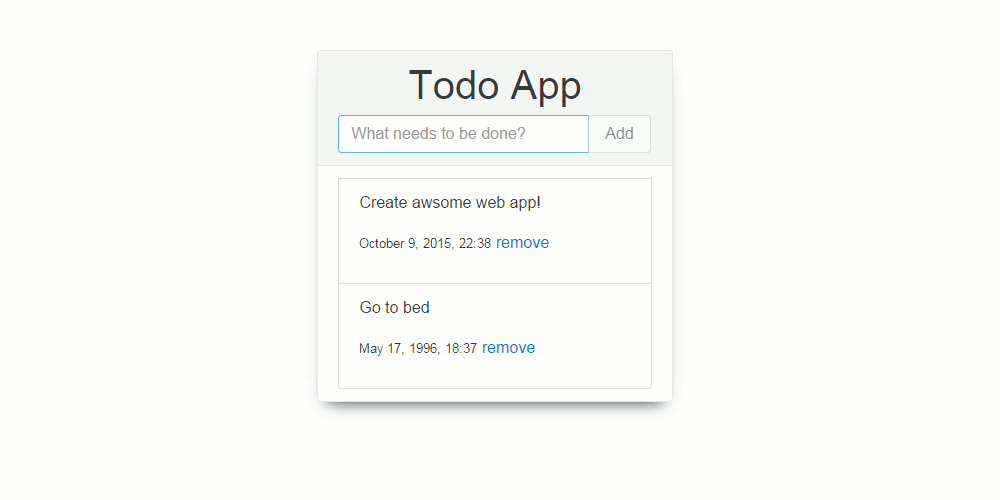 Todo App
What needs to be done? Add
Create awsome web app!
October 9, 2015, 22:38 remove
Go to bed
May 17, 1996, 18:37 remove